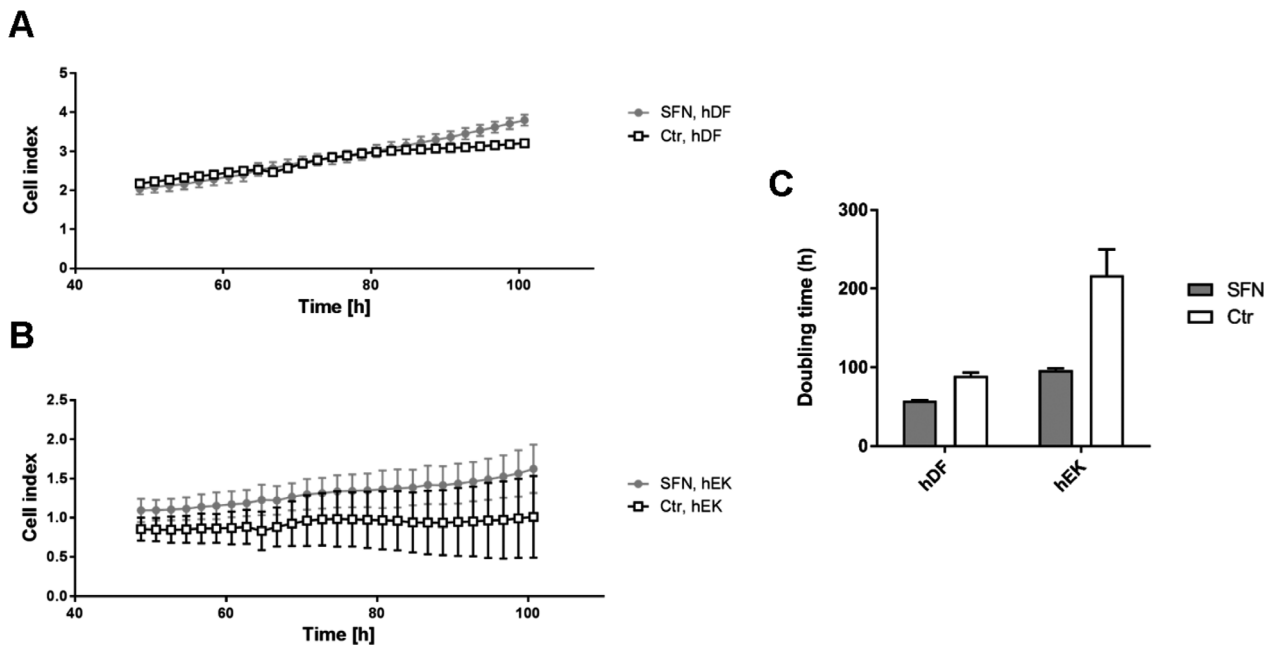 A
5
4
3
2
1
0
Cell index
40
60
80
100
Time [h]
SFN, hDF
Ctr, hDF
B
2.5
2.0
1.5
1.0
0.5
0.0
Cell index
40
60
80
100
Time [h]
SFN, hEK
Ctr, hEK
C
300
200
100
0
Doubling time (h)
hDF
hEK
SFN
Ctr